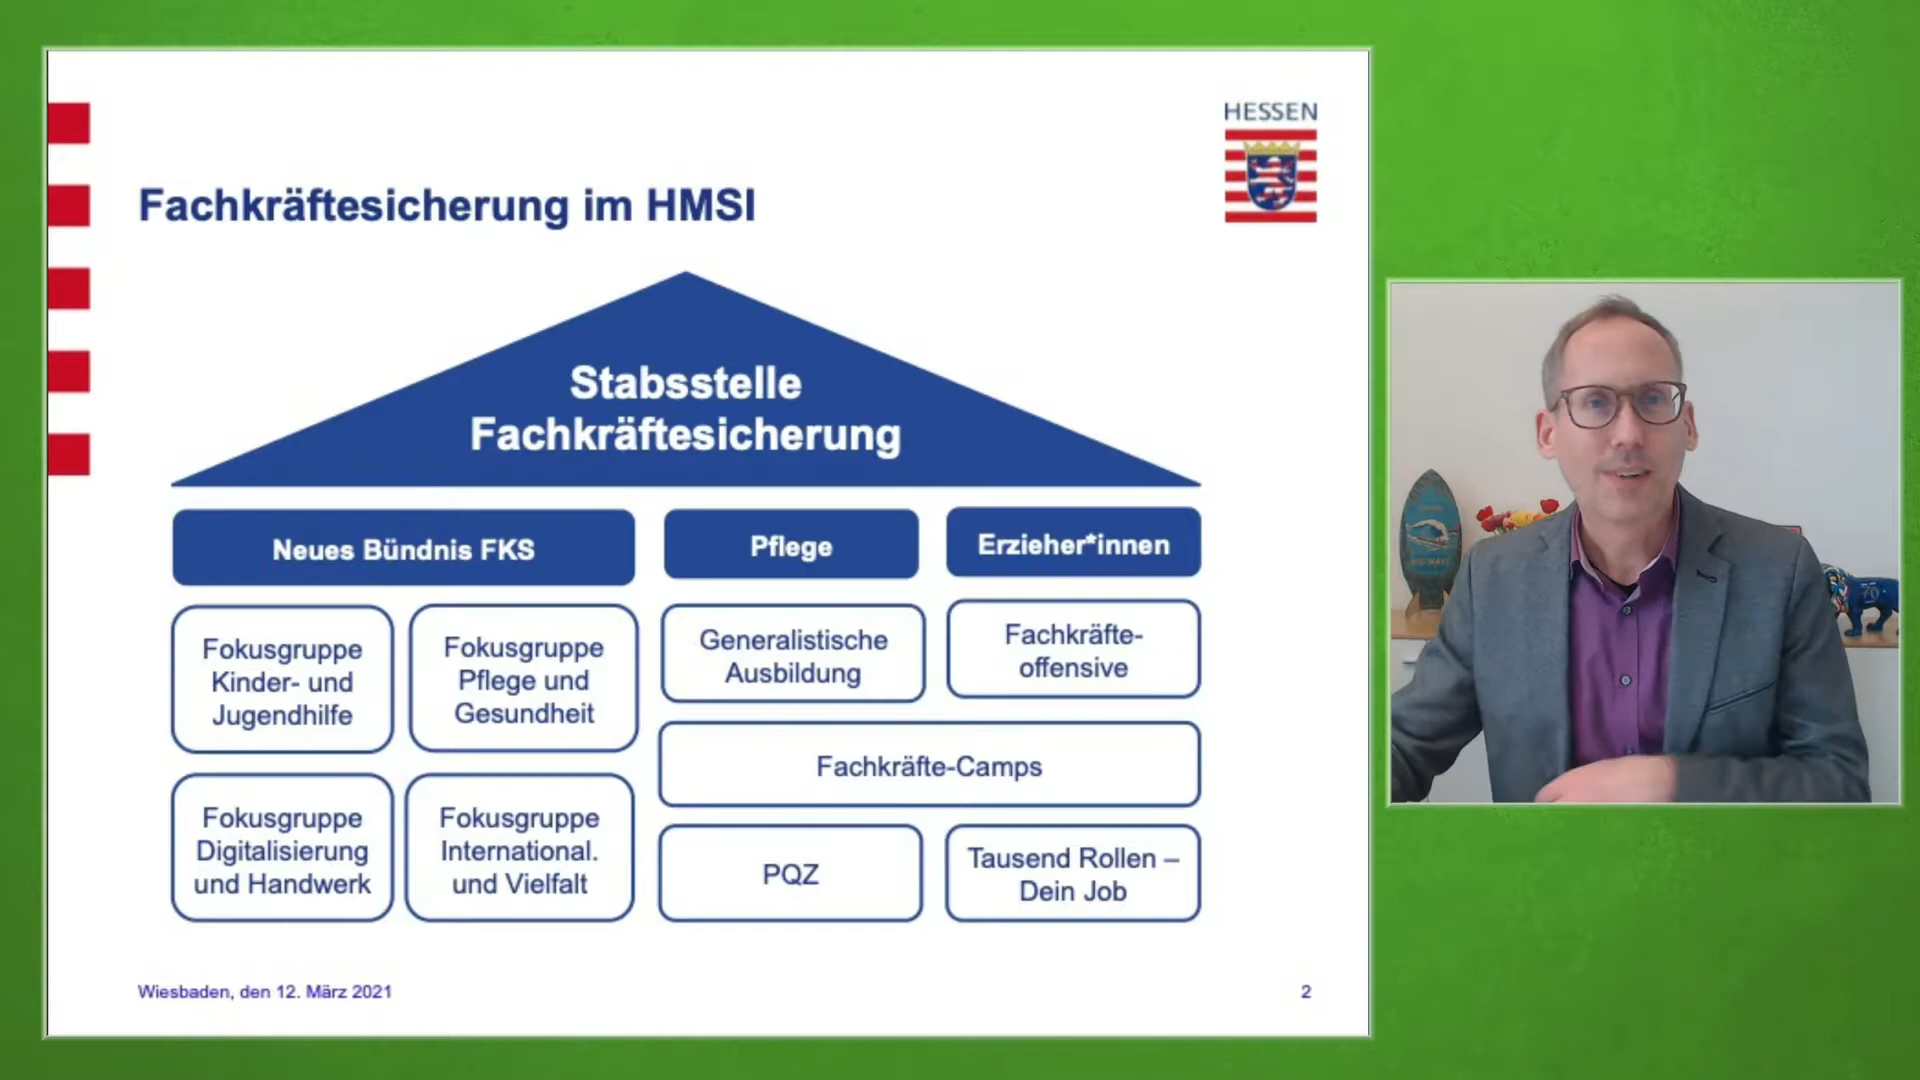 HESSEN
Fachkräftesicherung im HMSI
Stabsstelle
Fachkräftesicherung
Neues Bündnis FKS
Pflege
Erzieher*innen
Fokusgruppe
Kinder- und
Jugendhilfe
Fokusgruppe
Pflege und
Gesundheit
Generalistische
Ausbildung
Fachkräfte-
offensive
Fachkräfte-Camps
Fokusgruppe
Digitalisierung
und Handwerk
Fokusgruppe
International.
und Vielfalt
PQZ
Tausend Rollen –
Dein Job
Wiesbaden, den 12. März 2021
2